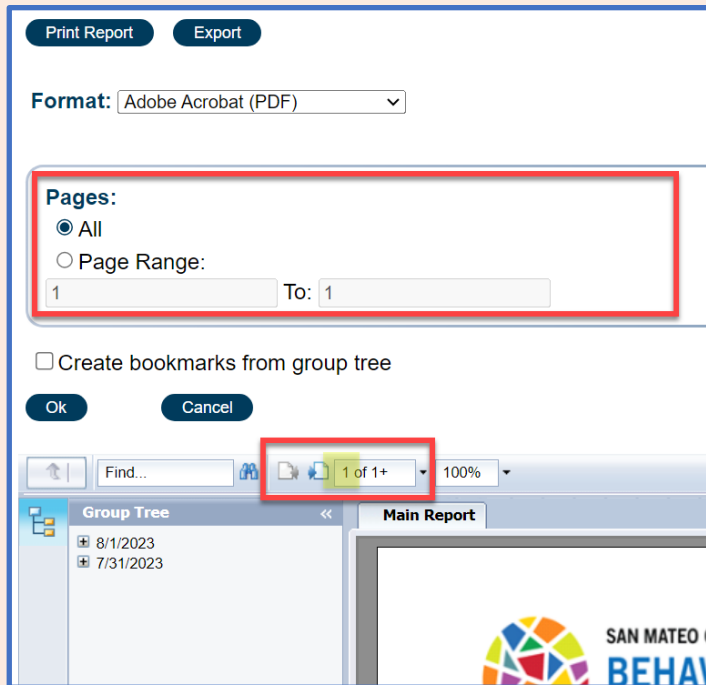 Print Report Export
Format: Adobe Acrobat (PDF)
Pages:
All
Page Range:
1 To: 1
Create bookmarks from group tree
Ok Cancel
Find... 1 of 1+ 100%
Group Tree « Main Report
8/1/2023
7/31/2023
SAN MATEO
BEHAV